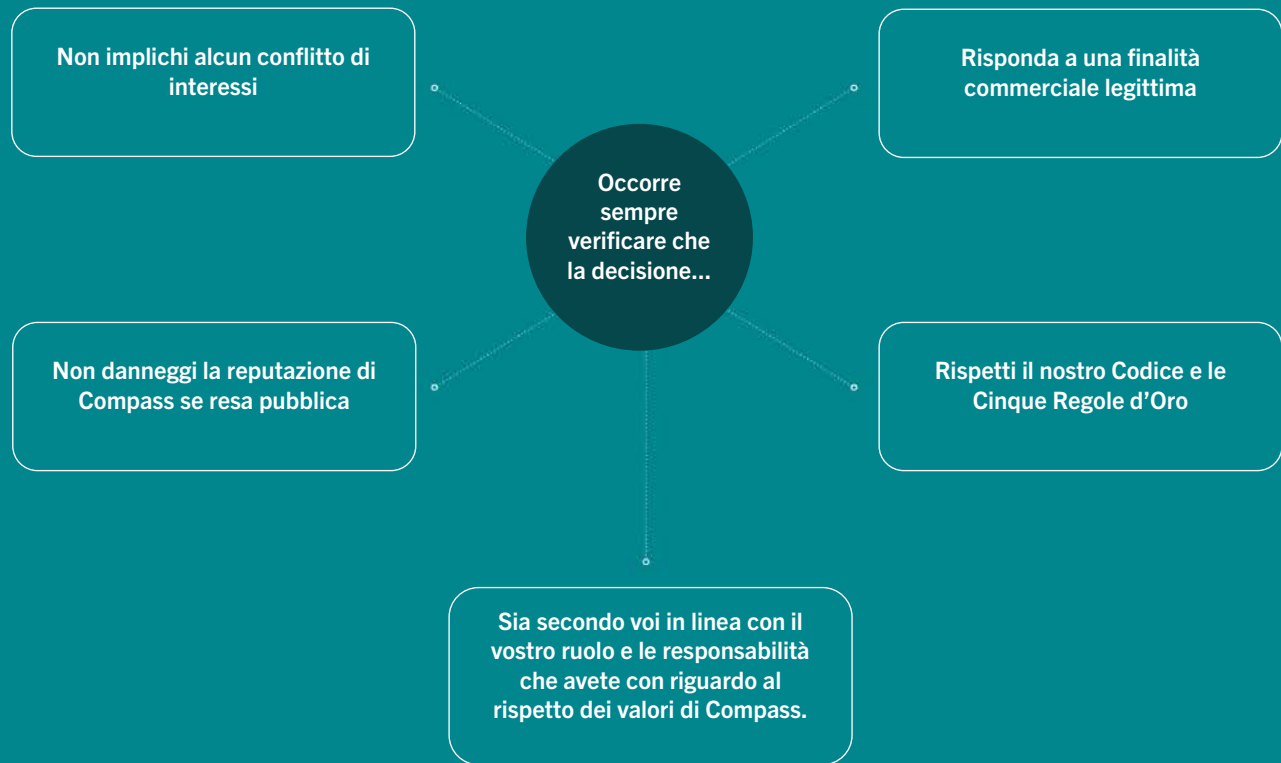 Non implichi alcun conflitto di
interessi
Risponda a una finalità
commerciale legittima
Occorre
sempre
verificare che
la decisione...
Non danneggi la reputazione di
Compass se resa pubblica
Rispetti il nostro Codice e le
Cinque Regole d’Oro
Sia secondo voi in linea con il
vostro ruolo e le responsabilità
che avete con riguardo al
rispetto dei valori di Compass.